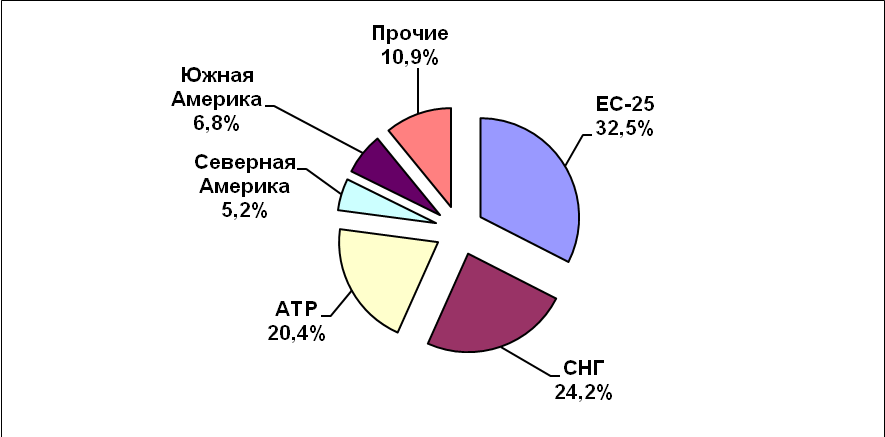 Прочие
10,9%
Южная
Америка
6,8%
ЕС-25
32,5%
Северная
Америка
5,2%
АТР
20,4%
СНГ
24,2%